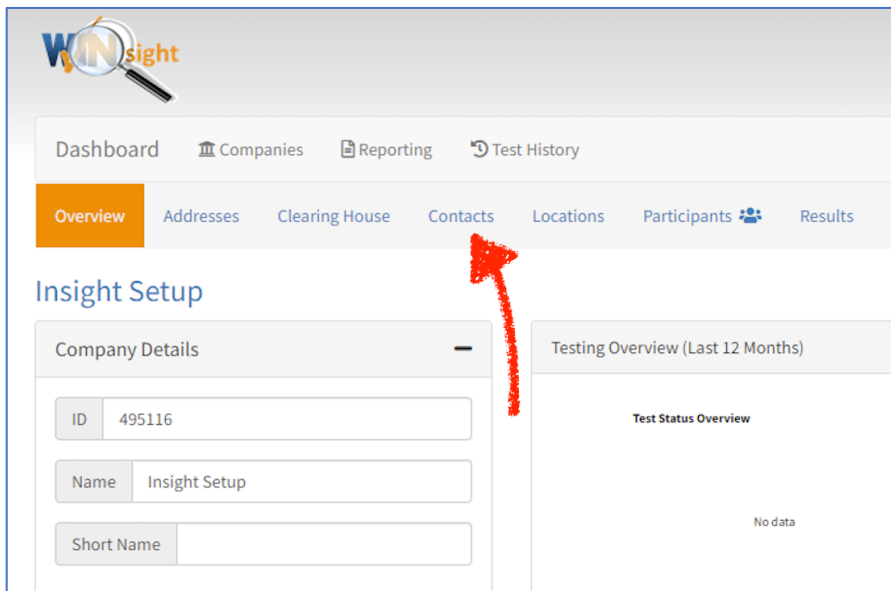 WINsight
Dashboard Companies Reporting Test History
Overview Addresses Clearing House Contacts Locations Participants Results
Insight Setup
Company Details
ID 495116
Name Insight Setup
Short Name
Testing Overview (Last 12 Months)
Test Status Overview
No data